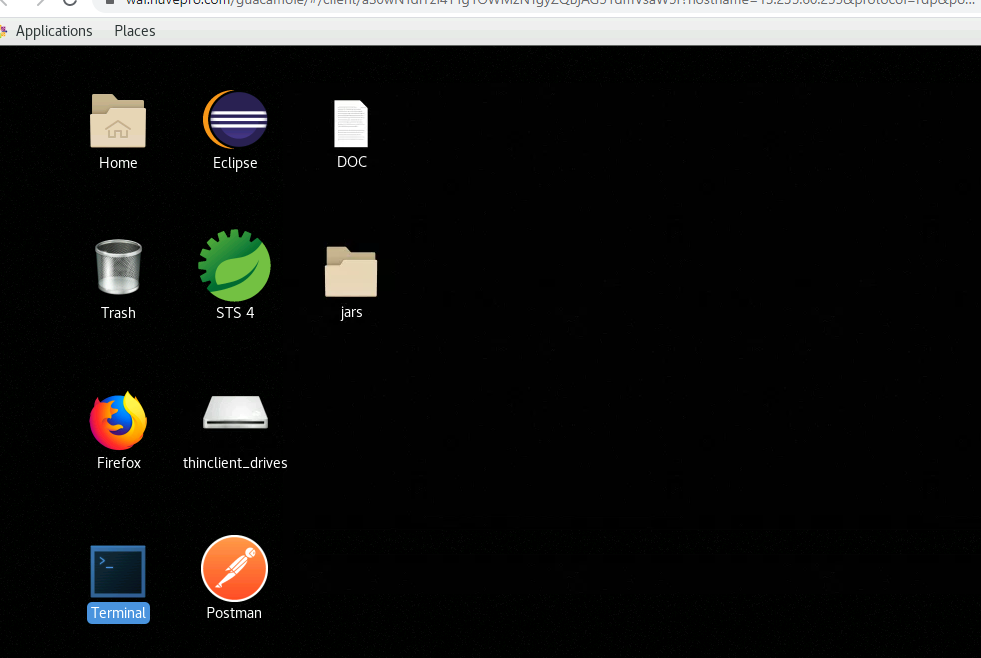 Applications Places
Home Eclipse DOC
Trash STS 4 jars
Firefox thinclient_drives
>_
Terminal Postman